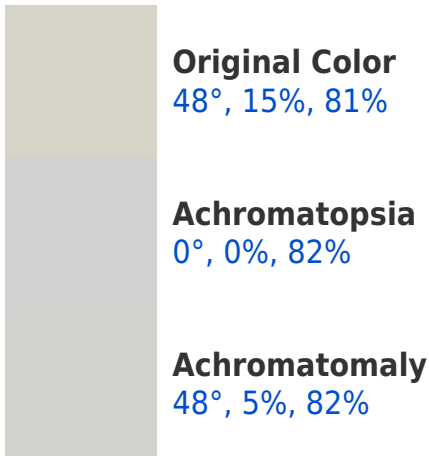 Original Color
48°, 15%, 81%
Achromatopsia
0°, 0%, 82%
Achromatomaly
48°, 5%, 82%